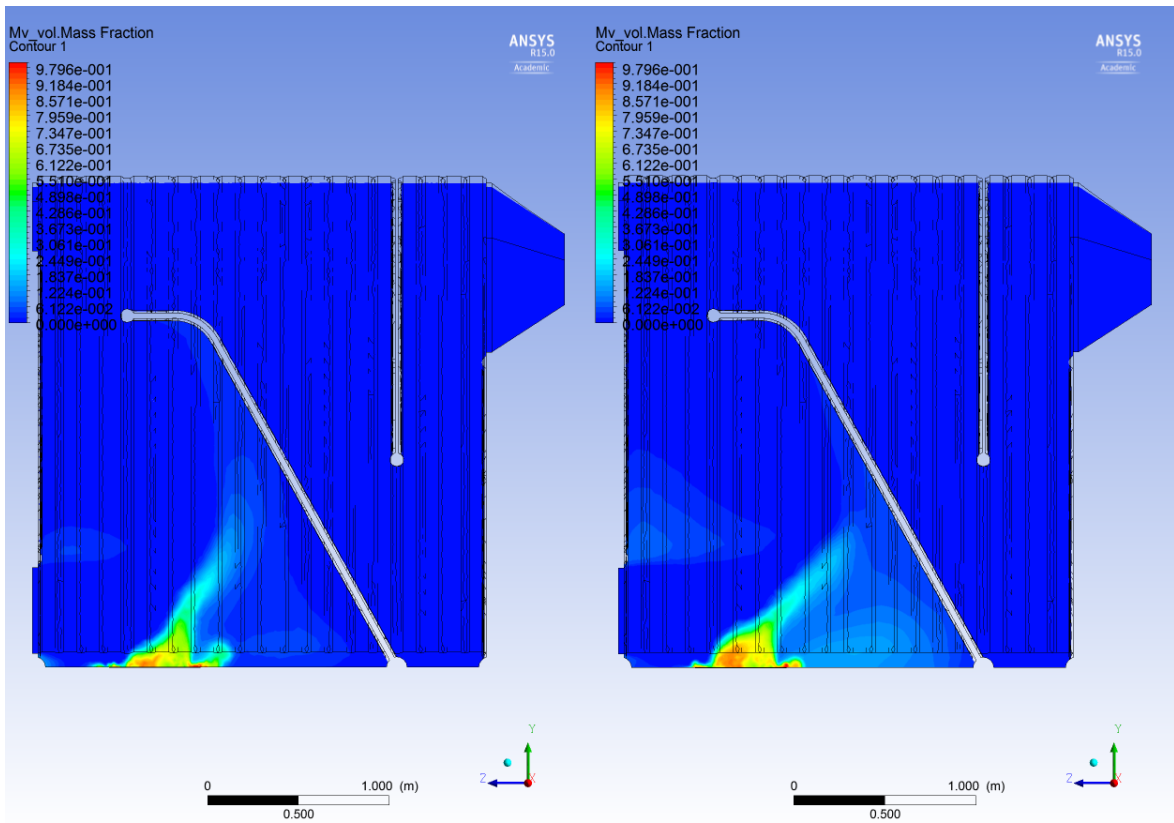 Mv_vol.Mass Fraction
Contour 1
9.796e-001
9.184e-001
8.571e-001
7.959e-001
7.347e-001
6.735e-001
6.122e-001
5.510e-001
4.898e-001
4.286e-001
3.673e-001
3.061e-001
2.449e-001
1.837e-001
1.224e-001
6.122e-002
0.000e+000
ANSYS
R15.0
Academic
Y
Z
X
0 1.000 (m)
0.500
Mv_vol.Mass Fraction
Contour 1
9.796e-001
9.184e-001
8.571e-001
7.959e-001
7.347e-001
6.735e-001
6.122e-001
5.510e-001
4.898e-001
4.286e-001
3.673e-001
3.061e-001
2.449e-001
1.837e-001
1.224e-001
6.122e-002
0.000e+000
ANSYS
R15.0
Academic
Y
Z
X
0 1.000 (m)
0.500